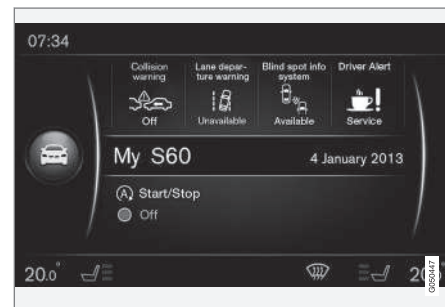 07:34
Collision warning
Off
Lane depar-
ture warning
Unavailable
Blind spot info
system
Available
Driver Alert
Service
My S60
4 January 2013
Start/Stop
Off
20.0°
G050447